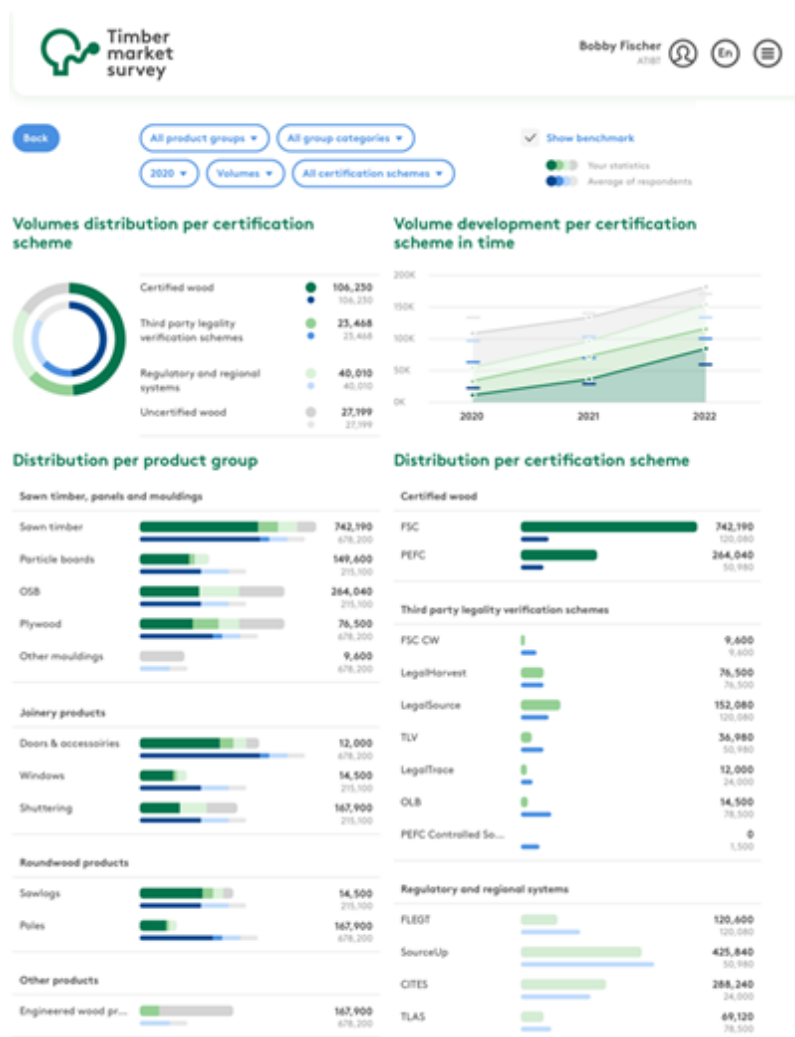 Timber
market
survey
Bobby Fischer
ATIBT
En
Back
All product groups
All group categories
Show benchmark
2020
Volumes
All certification schemes
Your statistics
Average of respondents
Volumes distribution per certification
scheme
Certified wood 106,230
106,230
Third party legality
verification schemes
23,468
23,468
Regulatory and regional
systems
40,010
40,010
Uncertified wood 27,199
27,199
Volume development per certification
scheme in time
200K
150K
100K
50K
0K
2020 2021 2022
Distribution per product group
Sawn timber, panels and mouldings
Sawn timber 742,190
678,200
Particle boards 149,600
215,100
OSB 264,040
215,100
Plywood 76,500
678,200
Other mouldings 9,600
678,200
Joinery products
Doors & accessoiries 12,000
678,200
Windows 14,500
215,100
Shuttering 167,900
215,100
Roundwood products
Sawlogs 14,500
215,100
Poles 167,900
678,200
Other products
Engineered wood pr... 167,900
678,200
Distribution per certification scheme
Certified wood
FSC 742,190
120,080
PEFC 264,040
50,980
Third party legality verification schemes
FSC CW 9,600
9,600
LegalHarvest 76,500
76,500
LegalSource 152,080
120,080
TLV 36,980
50,980
LegalTrace 12,000
24,000
OLB 14,500
78,500
PEFC Controlled So... 0
1,500
Regulatory and regional systems
FLEGT 120,600
120,080
SourceUp 425,840
50,980
CITES 288,240
24,000
TLAS 69,120
78,500